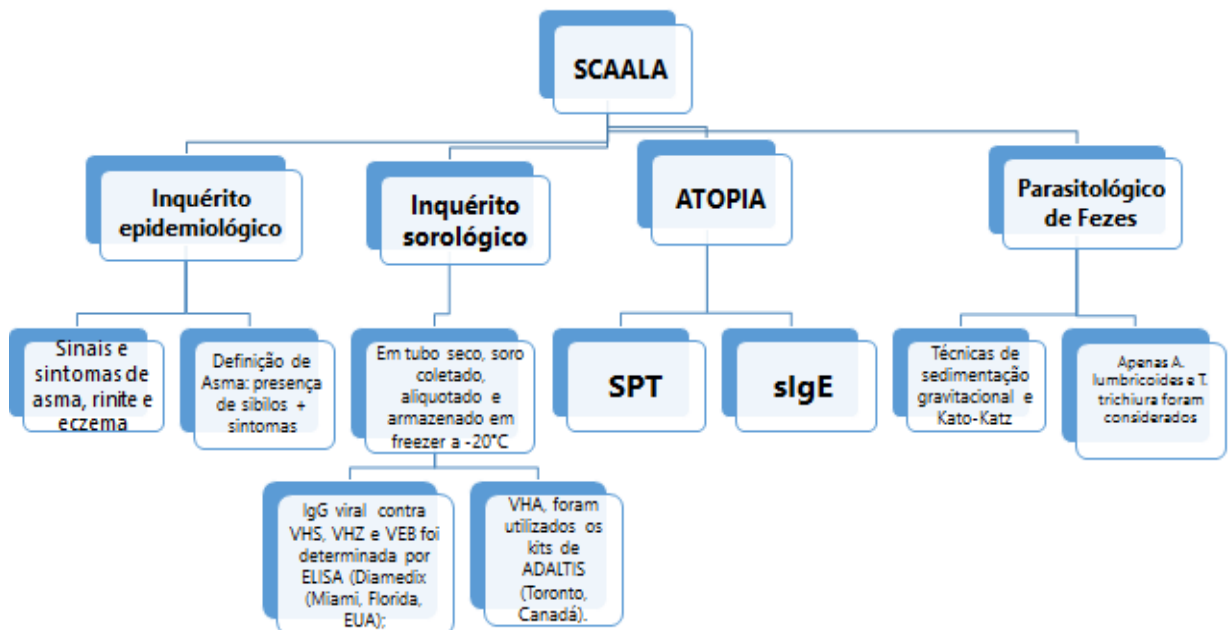 SCAALA
Inquérito
epidemiológico
Inquérito
sorológico
ATOPIA
Parasitológico
de Fezes
Sinais e
sintomas de
asma, rinite e
eczema
Definição de
Asma: presença
de sibilos +
sintomas
Em tubo seco, soro
coletado,
aliquotado e
armazenado em
freezer a -20°C
SPT
sIgE
Técnicas de
sedimentação
gravitacional e
Kato-Katz
Apenas A.
lumbricoides e T.
trichiura foram
considerados
IgG viral contra
VHS, VHZ e VEB foi
determinada por
ELISA (Diamedix
(Miami, Florida,
EUA);
VHA, foram
utilizados os
kits de
ADALTIS
(Toronto,
Canadá).